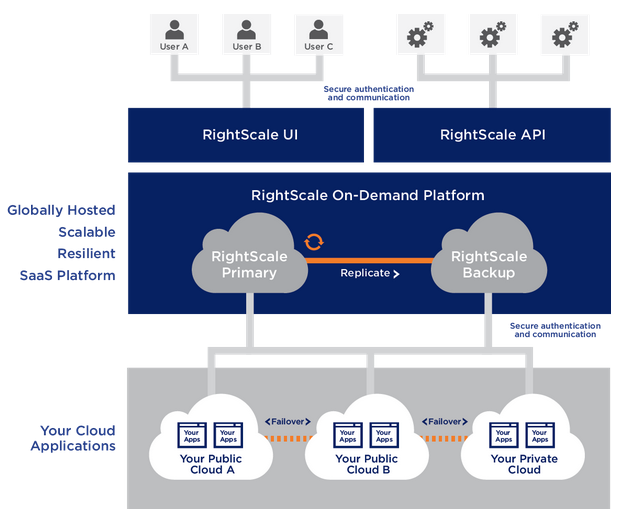 User A
User B
User C
Secure authentication
and communication
RightScale UI
RightScale API
RightScale On-Demand Platform
Globally Hosted
Scalable
Resilient
SaaS Platform
RightScale
Primary
Replicate >
RightScale
Backup
Secure authentication
and communication
Your Cloud
Applications
Your
Apps
Your
Apps
Your Public
Cloud A
<Failover>
Your
Apps
Your
Apps
Your Public
Cloud B
<Failover>
Your
Apps
Your
Apps
Your Private
Cloud